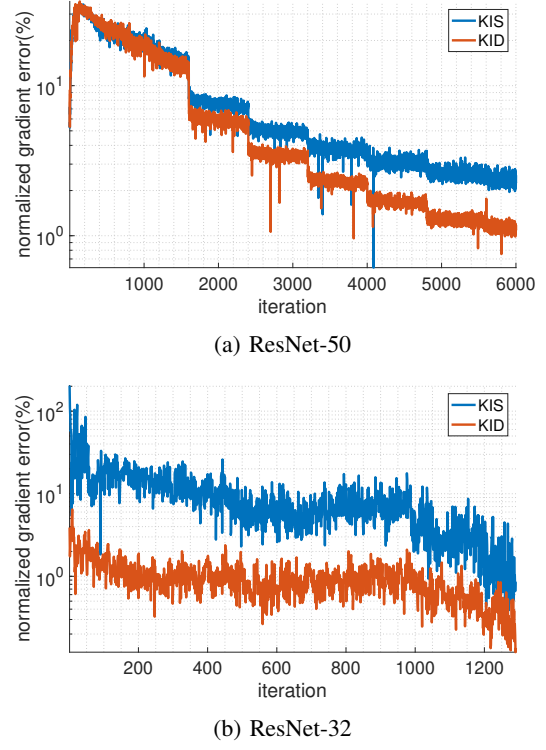 normalized gradient error(%)
10^1
10^0
KIS
KID
1000 2000 3000 4000 5000 6000
iteration
(a) ResNet-50
normalized gradient error(%)
10^2
10^1
10^0
KIS
KID
200 400 600 800 1000 1200
iteration
(b) ResNet-32